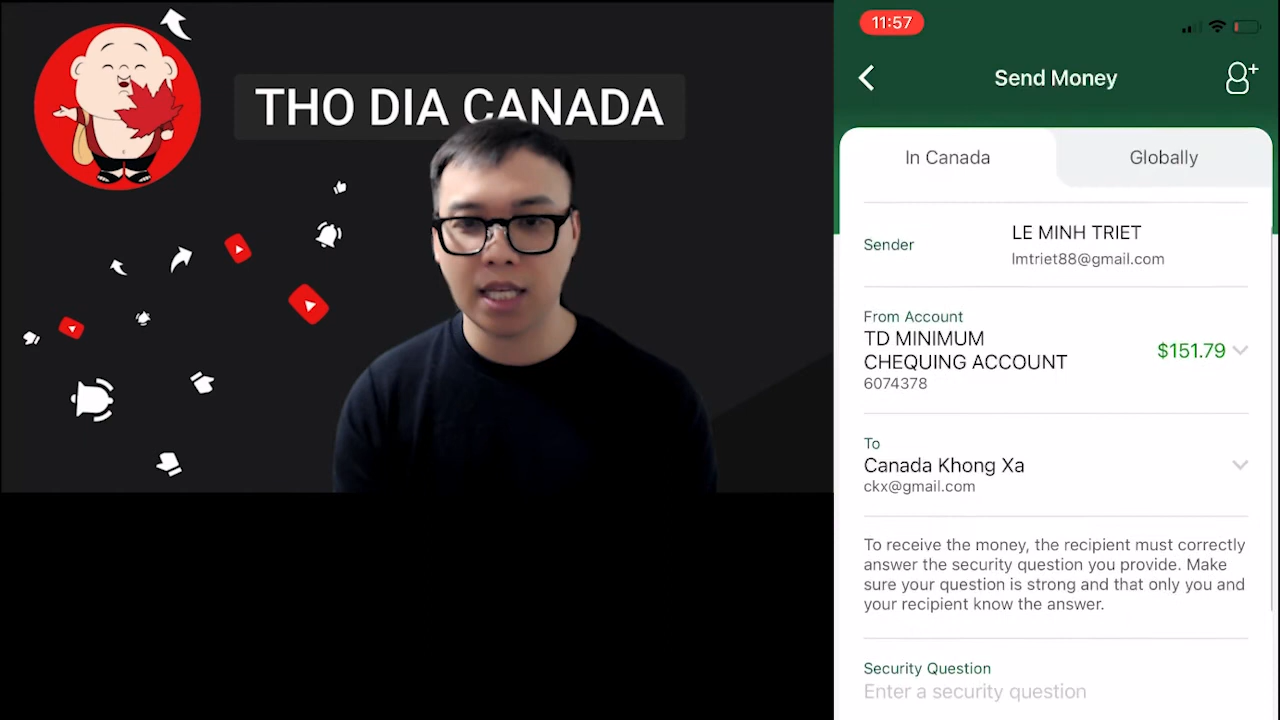 THO DIA CANADA
11:57
Send Money
In Canada
Globally
Sender
LE MINH TRIET
lmtriet88@gmail.com
From Account
TD MINIMUM
CHEQUING ACCOUNT
$151.79
6074378
To
Canada Khong Xa
ckx@gmail.com
To receive the money, the recipient must correctly
answer the security question you provide. Make
sure your question is strong and that only you and
your recipient know the answer.
Security Question
Enter a security question